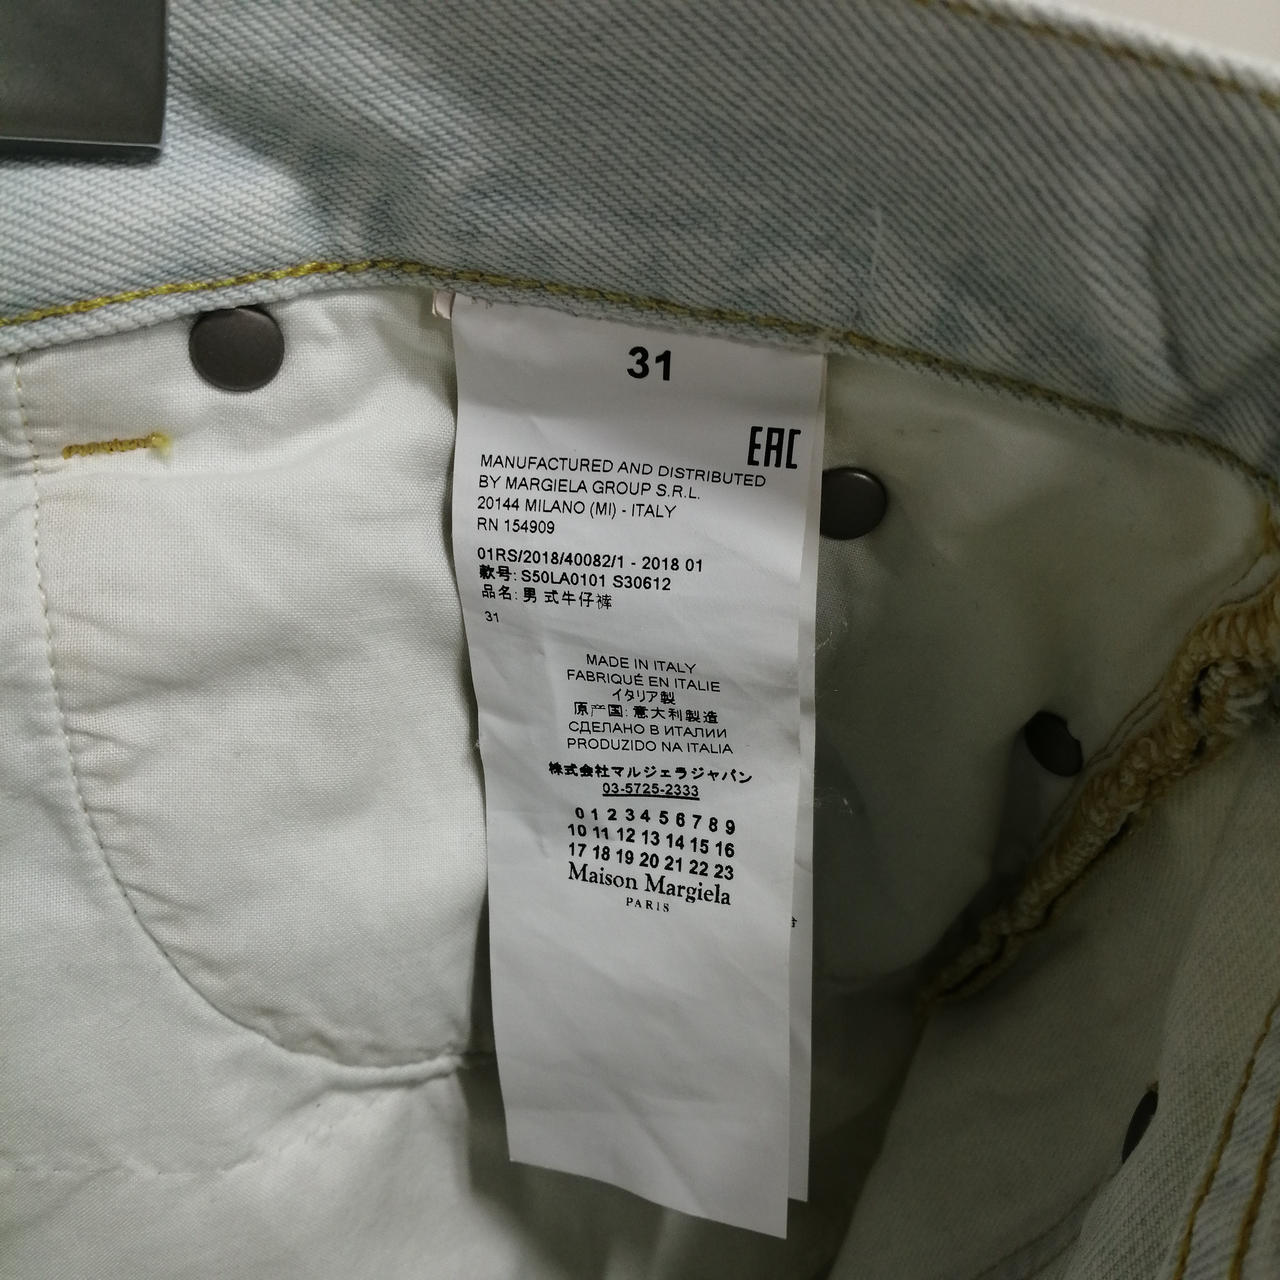 31
EAC
MANUFACTURED AND DISTRIBUTED
BY MARGIELA GROUP S.R.L.
20144 MILANO (MI) - ITALY
RN 154909
01RS/2018/40082/1 - 2018 01
款号: S50LA0101 S30612
品名: 男 式牛仔裤
31
MADE IN ITALY
FABRIQUÉ EN ITALIE
イタリア製
原产国: 意大利製造
СДЕЛАНО В ИТАЛИИ
PRODUZIDO NA ITALIA
株式会社マルジェラジャパン
03-5725-2333
0 1 2 3 4 5 6 7 8 9
10 11 12 13 14 15 16
17 18 19 20 21 22 23
Maison Margiela
PARIS